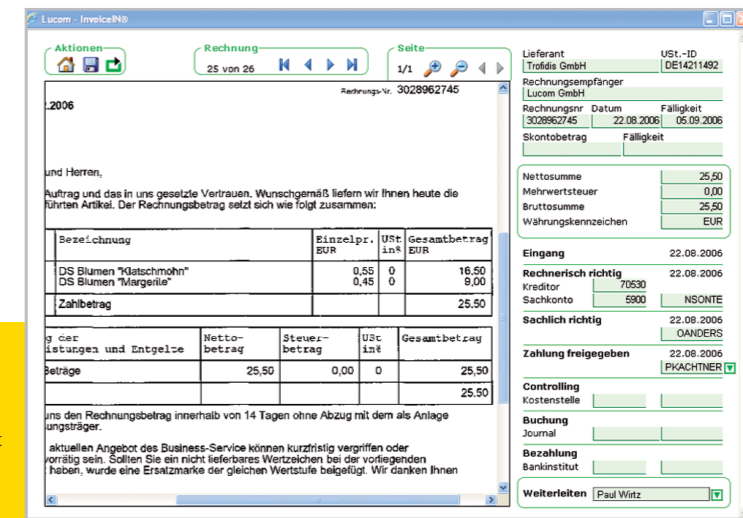 Lucom - InvoiceIN®
Aktionen
Rechnung
25 von 26
Seite
1/1
Rechnungs-Nr. 3028962745
.2006
und Herren,
Auftrag und das in uns gesetzte Vertrauen. Wunschgemäß liefern wir Ihnen heute die
führten Artikel. Der Rechnungsbetrag setzt sich wie folgt zusammen:
Bezeichnung Einzelpr. EUR USt in% Gesamtbetrag EUR
DS Blumen "Klatschmohn" 0,55 0 16,50
DS Blumen "Margerite" 0,45 0 9,00
Zahlbetrag 25,50
g der
istungen und Entgelte Netto-betrag Steuer-betrag USt in% Gesamtbetrag
Beträge 25,50 0,00 0 25,50
25,50
uns den Rechnungsbetrag innerhalb von 14 Tagen ohne Abzug mit dem als Anlage
ungsträger.
aktuellen Angebot des Business-Service können kurzfristig vergriffen oder
vorrätig sein. Sollten Sie ein nicht lieferbares Wertzeichen bei der vorliegenden
haben, wurde eine Ersatzmarke der gleichen Wertstufe beigefügt. Wir danken Ihnen
Lieferant USt.-ID
Trofidis GmbH DE14211492
Rechnungsempfänger
Lucom GmbH
Rechnungsnr Datum Fälligkeit
3028962745 22.08.2006 05.09.2006
Skontobetrag Fälligkeit
Nettosumme 25,50
Mehrwertsteuer 0,00
Bruttosumme 25,50
Währungskennzeichen EUR
Eingang 22.08.2006
Rechnerisch richtig 22.08.2006
Kreditor 70530
Sachkonto 5900 NSONTE
Sachlich richtig 22.08.2006
OANDERS
Zahlung freigegeben 22.08.2006
PKACHTNER
Controlling
Kostenstelle
Buchung
Journal
Bezahlung
Bankinstitut
Weiterleiten Paul Wirtz